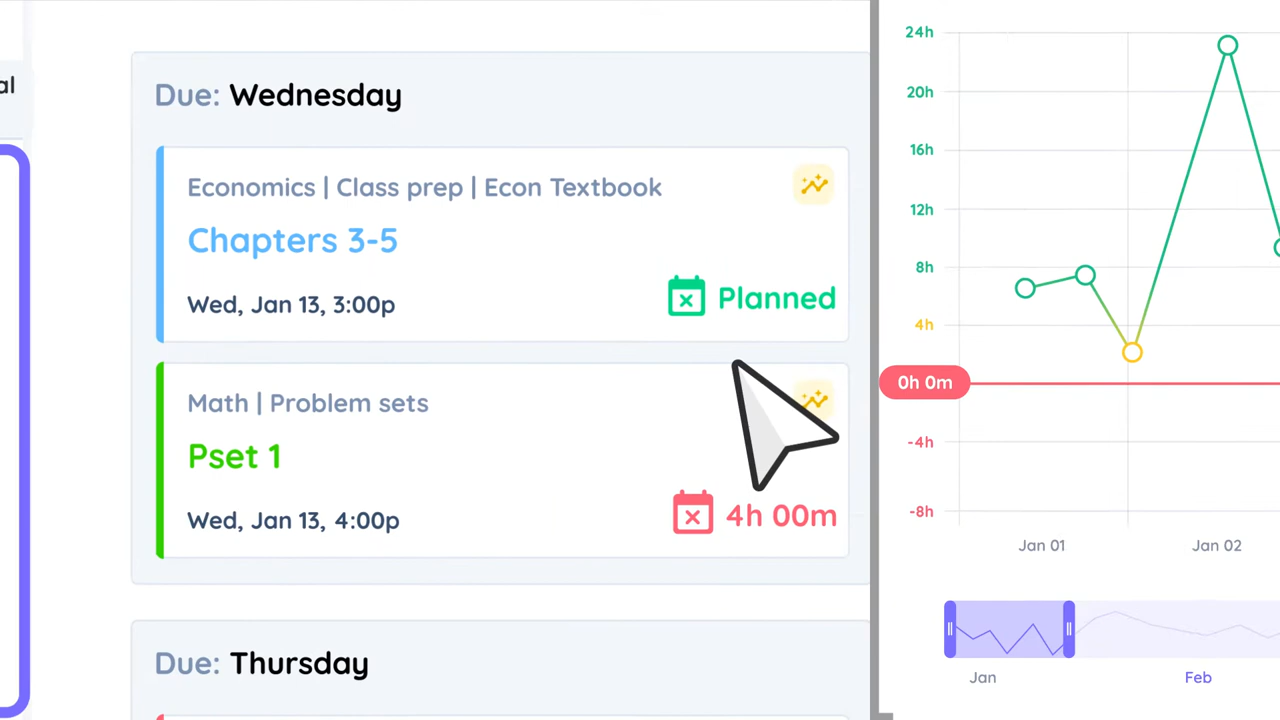 al
Due: Wednesday
Economics | Class prep | Econ Textbook
Chapters 3-5
Wed, Jan 13, 3:00p
Planned
Math | Problem sets
Pset 1
Wed, Jan 13, 4:00p
4h 00m
Due: Thursday
24h
20h
16h
12h
8h
4h
0h 0m
-4h
-8h
Jan 01
Jan 02
Jan
Feb